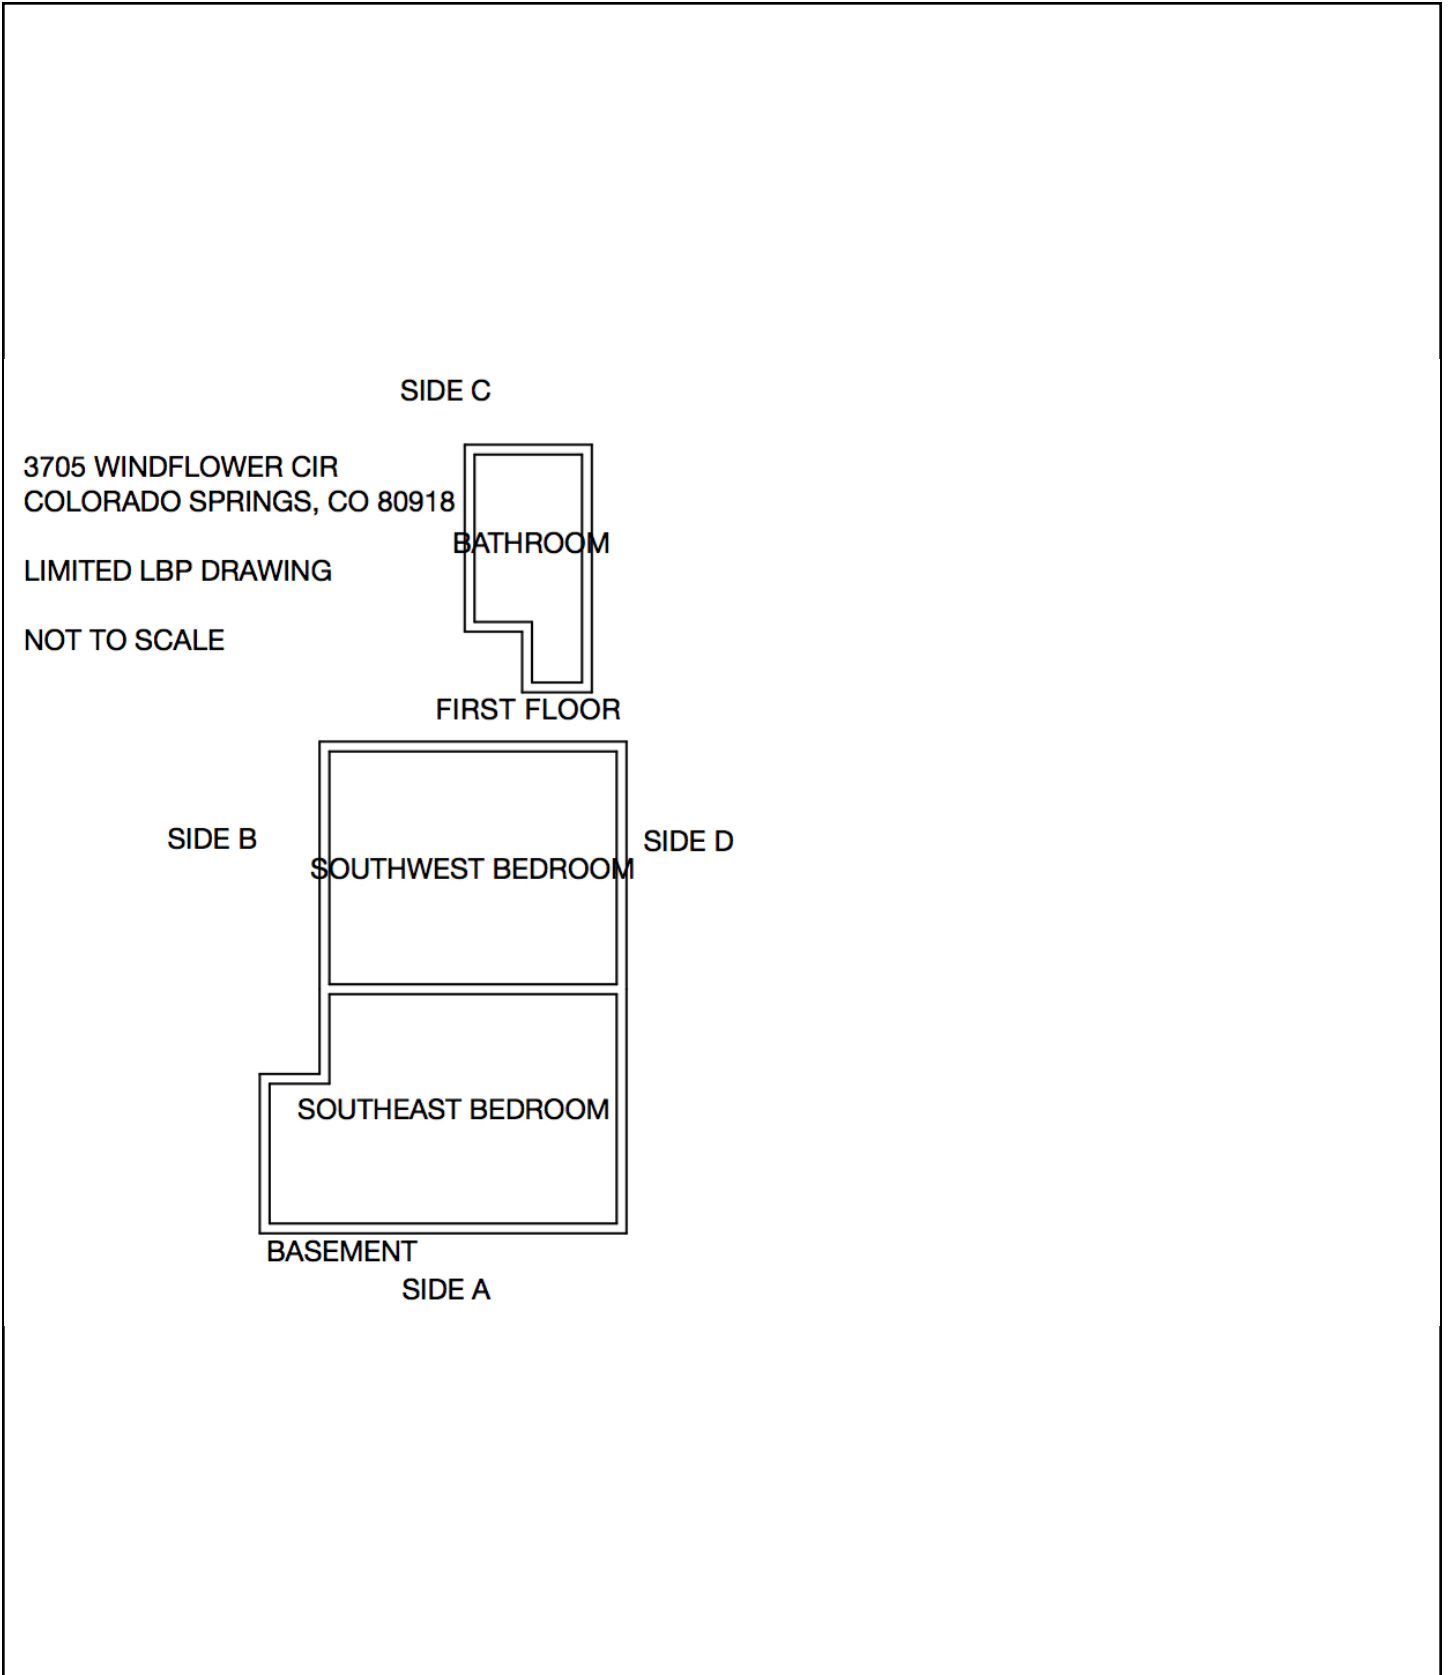 SIDE C
3705 WINDFLOWER CIR
COLORADO SPRINGS, CO 80918
BATHROOM
LIMITED LBP DRAWING
NOT TO SCALE
FIRST FLOOR
SIDE B
SIDE D
SOUTHWEST BEDROOM
SOUTHEAST BEDROOM
BASEMENT
SIDE A